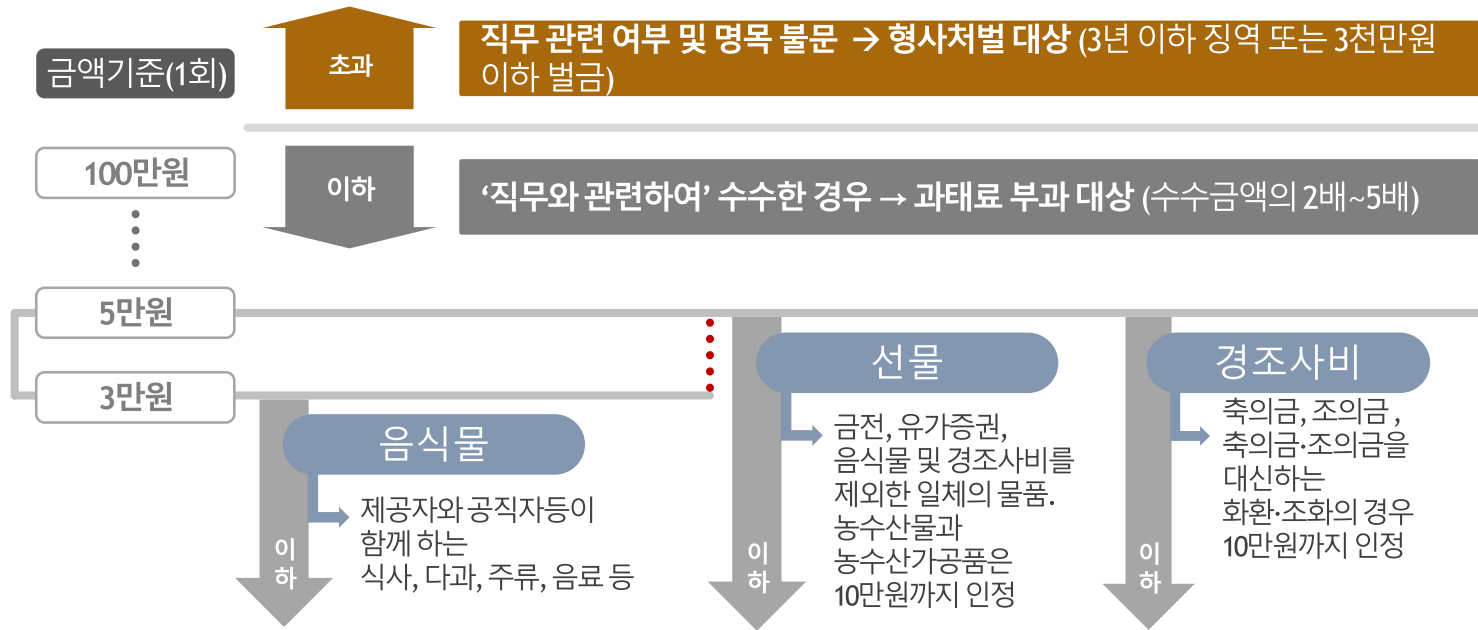 금액기준(1회)
초과
직무 관련 여부 및 명목 불문 → 형사처벌 대상 (3년 이하 징역 또는 3천만원
이하 벌금)
100만원
이하
‘직무와 관련하여’ 수수한 경우 → 과태료 부과 대상 (수수금액의 2배~5배)
5만원
3만원
음식물
제공자와 공직자등이
함께 하는
식사, 다과, 주류, 음료 등
이
하
선물
금전, 유가증권,
음식물 및 경조사비를
제외한 일체의 물품.
농수산물과
농수산가공품은
10만원까지 인정
이
하
경조사비
축의금, 조의금 ,
축의금·조의금을
대신하는
화환·조화의 경우
10만원까지 인정
이
하